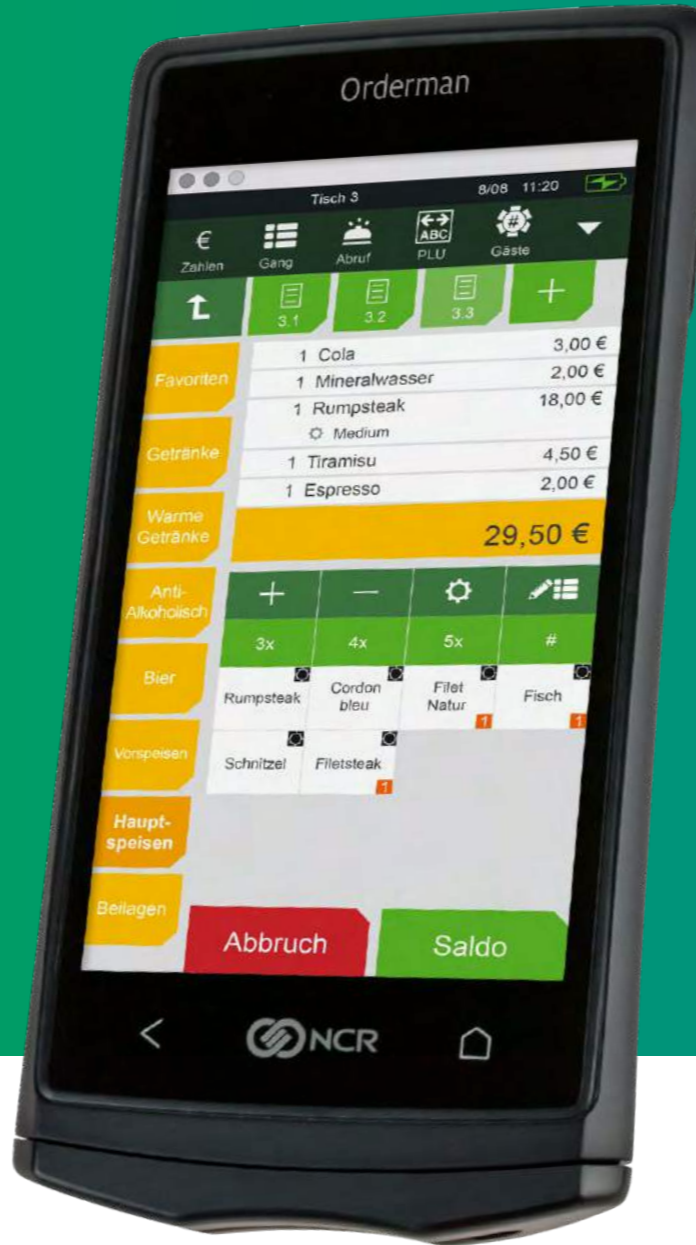 Orderman
Tisch 3 8/08 11:20
€ ABC #
Zahlen Gang Abruf PLU Gäste
3.1 3.2 3.3 +
Favoriten
Getränke
Warme
Getränke
Anti-
Alkoholisch
Bier
Vorspeisen
Haupt-
speisen
Beilagen
1 Cola 3,00 €
1 Mineralwasser 2,00 €
1 Rumpsteak 18,00 €
Medium
1 Tiramisu 4,50 €
1 Espresso 2,00 €
29,50 €
+ —
3x 4x 5x #
Rumpsteak
Cordon
bleu
Filet
Natur
1
Fisch
1
Schnitzel
Filetsteak
1
Abbruch Saldo
NCR